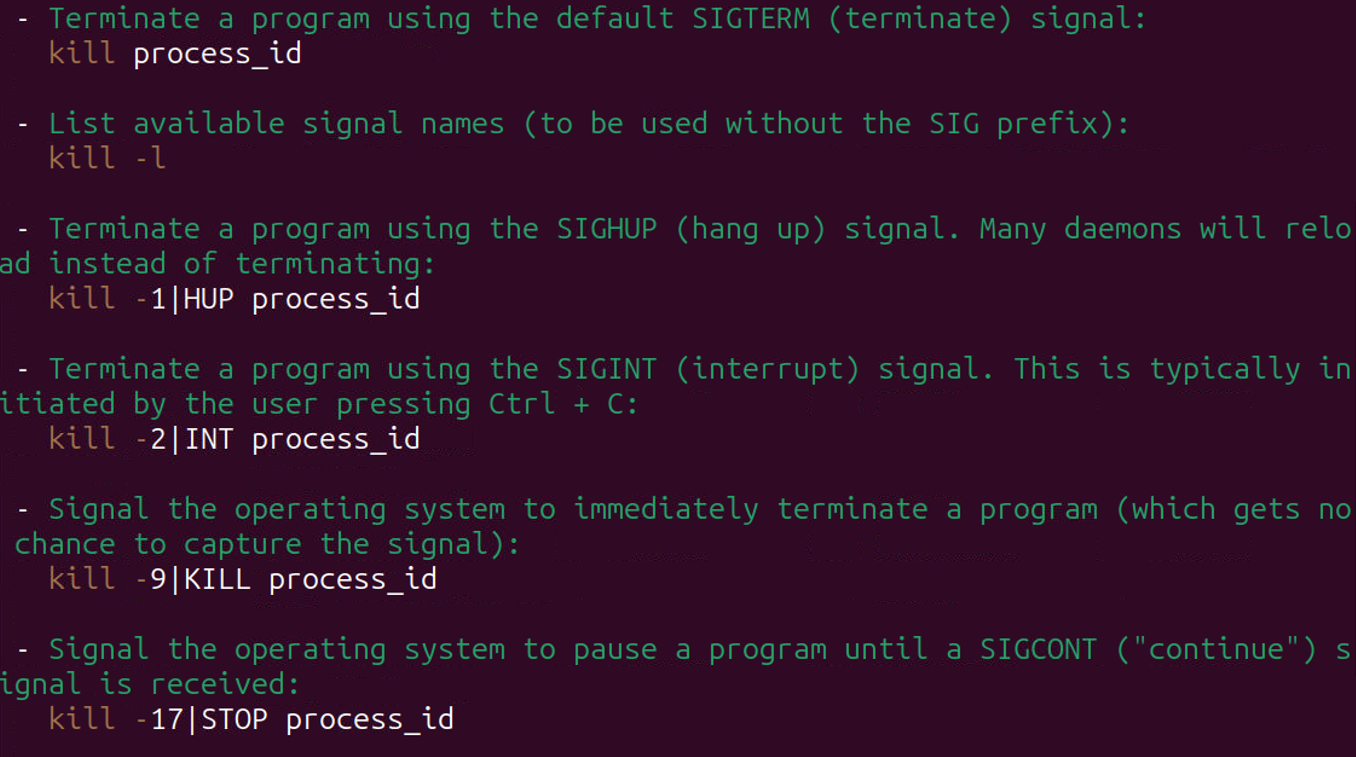 - Terminate a program using the default SIGTERM (terminate) signal:
kill process_id
- List available signal names (to be used without the SIG prefix):
kill -l
- Terminate a program using the SIGHUP (hang up) signal. Many daemons will relo
ad instead of terminating:
kill -1|HUP process_id
- Terminate a program using the SIGINT (interrupt) signal. This is typically in
itiated by the user pressing Ctrl + C:
kill -2|INT process_id
- Signal the operating system to immediately terminate a program (which gets no
chance to capture the signal):
kill -9|KILL process_id
- Signal the operating system to pause a program until a SIGCONT ("continue") s
ignal is received:
kill -17|STOP process_id